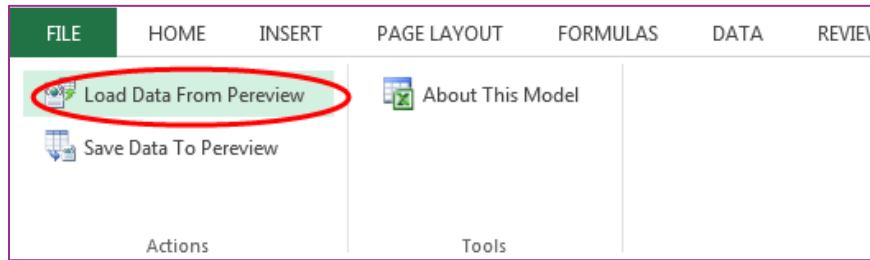 FILE HOME INSERT PAGE LAYOUT FORMULAS DATA
Load Data From Pereview About This Model
Save Data To Pereview
Actions Tools